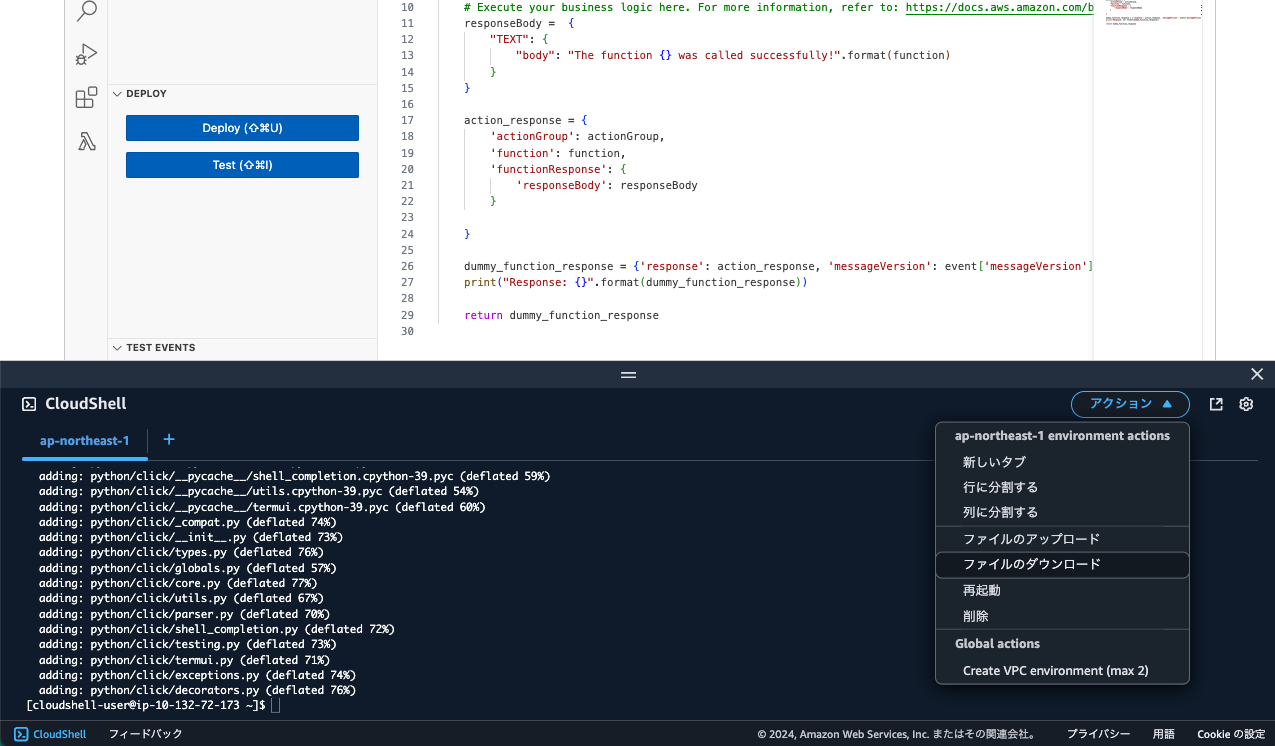 10 # Execute your business logic here. For more information, refer to: https://docs.aws.amazon.com/b
11 responseBody =  {
12 "TEXT": {
13 "body": "The function {} was called successfully!".format(function)
14 }
15 }
16
DEPLOY
Deploy (⇧⌘U)
Test (⇧⌘I)
17 action_response = {
18 'actionGroup': actionGroup,
19 'function': function,
20 'functionResponse': {
21 'responseBody': responseBody
22 }
23
24 }
25
26 dummy_function_response = {'response': action_response, 'messageVersion': event['messageVersion']
27 print("Response: {}".format(dummy_function_response))
28
29 return dummy_function_response
30
TEST EVENTS
CloudShell
アクション
ap-northeast-1
+
adding: python/click/__pycache__/shell_completion.cpython-39.pyc (deflated 59%)
adding: python/click/__pycache__/utils.cpython-39.pyc (deflated 54%)
adding: python/click/__pycache__/termui.cpython-39.pyc (deflated 60%)
adding: python/click/_compat.py (deflated 74%)
adding: python/click/__init__.py (deflated 73%)
adding: python/click/types.py (deflated 76%)
adding: python/click/globals.py (deflated 57%)
adding: python/click/core.py (deflated 77%)
adding: python/click/utils.py (deflated 67%)
adding: python/click/parser.py (deflated 70%)
adding: python/click/shell_completion.py (deflated 72%)
adding: python/click/testing.py (deflated 73%)
adding: python/click/termui.py (deflated 71%)
adding: python/click/exceptions.py (deflated 74%)
adding: python/click/decorators.py (deflated 76%)
[cloudshell-user@ip-10-132-72-173 ~]$
ap-northeast-1 environment actions
新しいタブ
行に分割する
列に分割する
ファイルのアップロード
ファイルのダウンロード
再起動
削除
Global actions
Create VPC environment (max 2)
CloudShell
フィードバック
© 2024, Amazon Web Services, Inc. またはその関連会社。
プライバシー
用語
Cookie の設定